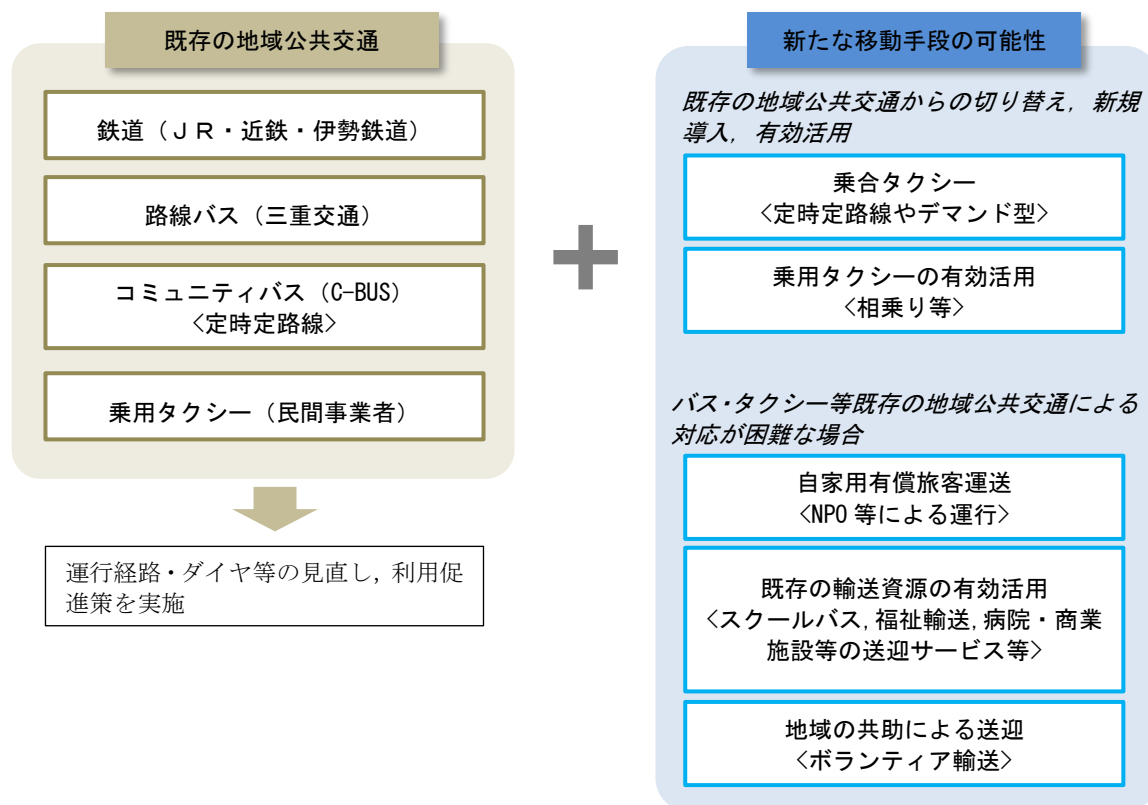 既存の地域公共交通
鉄道（ＪＲ・近鉄・伊勢鉄道）
路線バス（三重交通）
コミュニティバス（C-BUS）
<定時定路線>
乗用タクシー（民間事業者）
運行経路・ダイヤ等の見直し，利用促
進策を実施
新たな移動手段の可能性
既存の地域公共交通からの切り替え，新規
導入，有効活用
乗合タクシー
<定時定路線やデマンド型>
乗用タクシーの有効活用
<相乗り等>
バス・タクシー等既存の地域公共交通による
対応が困難な場合
自家用有償旅客運送
<NPO 等による運行>
既存の輸送資源の有効活用
<スクールバス，福祉輸送，病院・商業
施設等の送迎サービス等>
地域の共助による送迎
<ボランティア輸送>